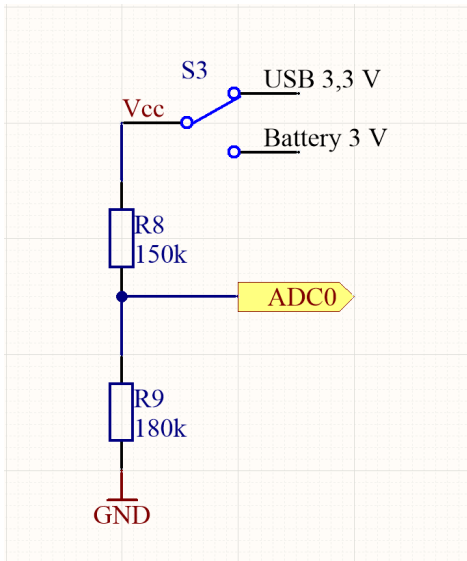 S3
USB 3,3 V
Vcc
Battery 3 V
R8
150k
ADC0
R9
180k
GND